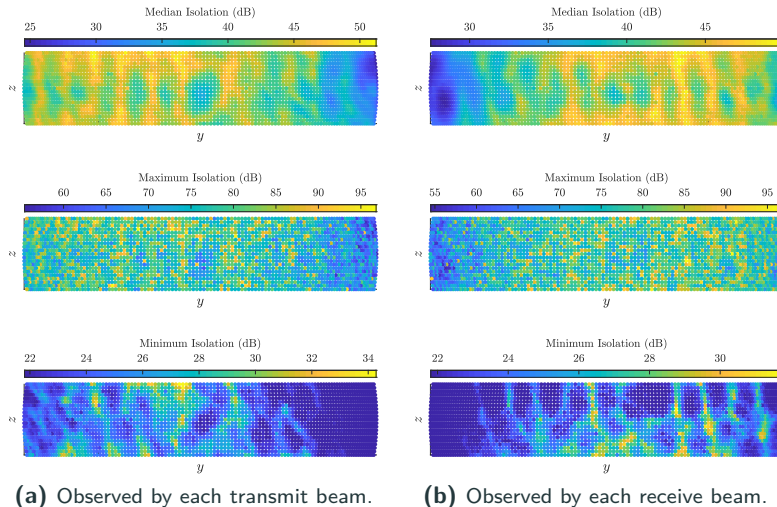 Median Isolation (dB)
25 30 35 40 45 50
z
y
Maximum Isolation (dB)
60 65 70 75 80 85 90 95
z
y
Minimum Isolation (dB)
22 24 26 28 30 32 34
z
y
(a) Observed by each transmit beam.
Median Isolation (dB)
30 35 40 45
z
y
Maximum Isolation (dB)
55 60 65 70 75 80 85 90 95
z
y
Minimum Isolation (dB)
22 24 26 28 30
z
y
(b) Observed by each receive beam.